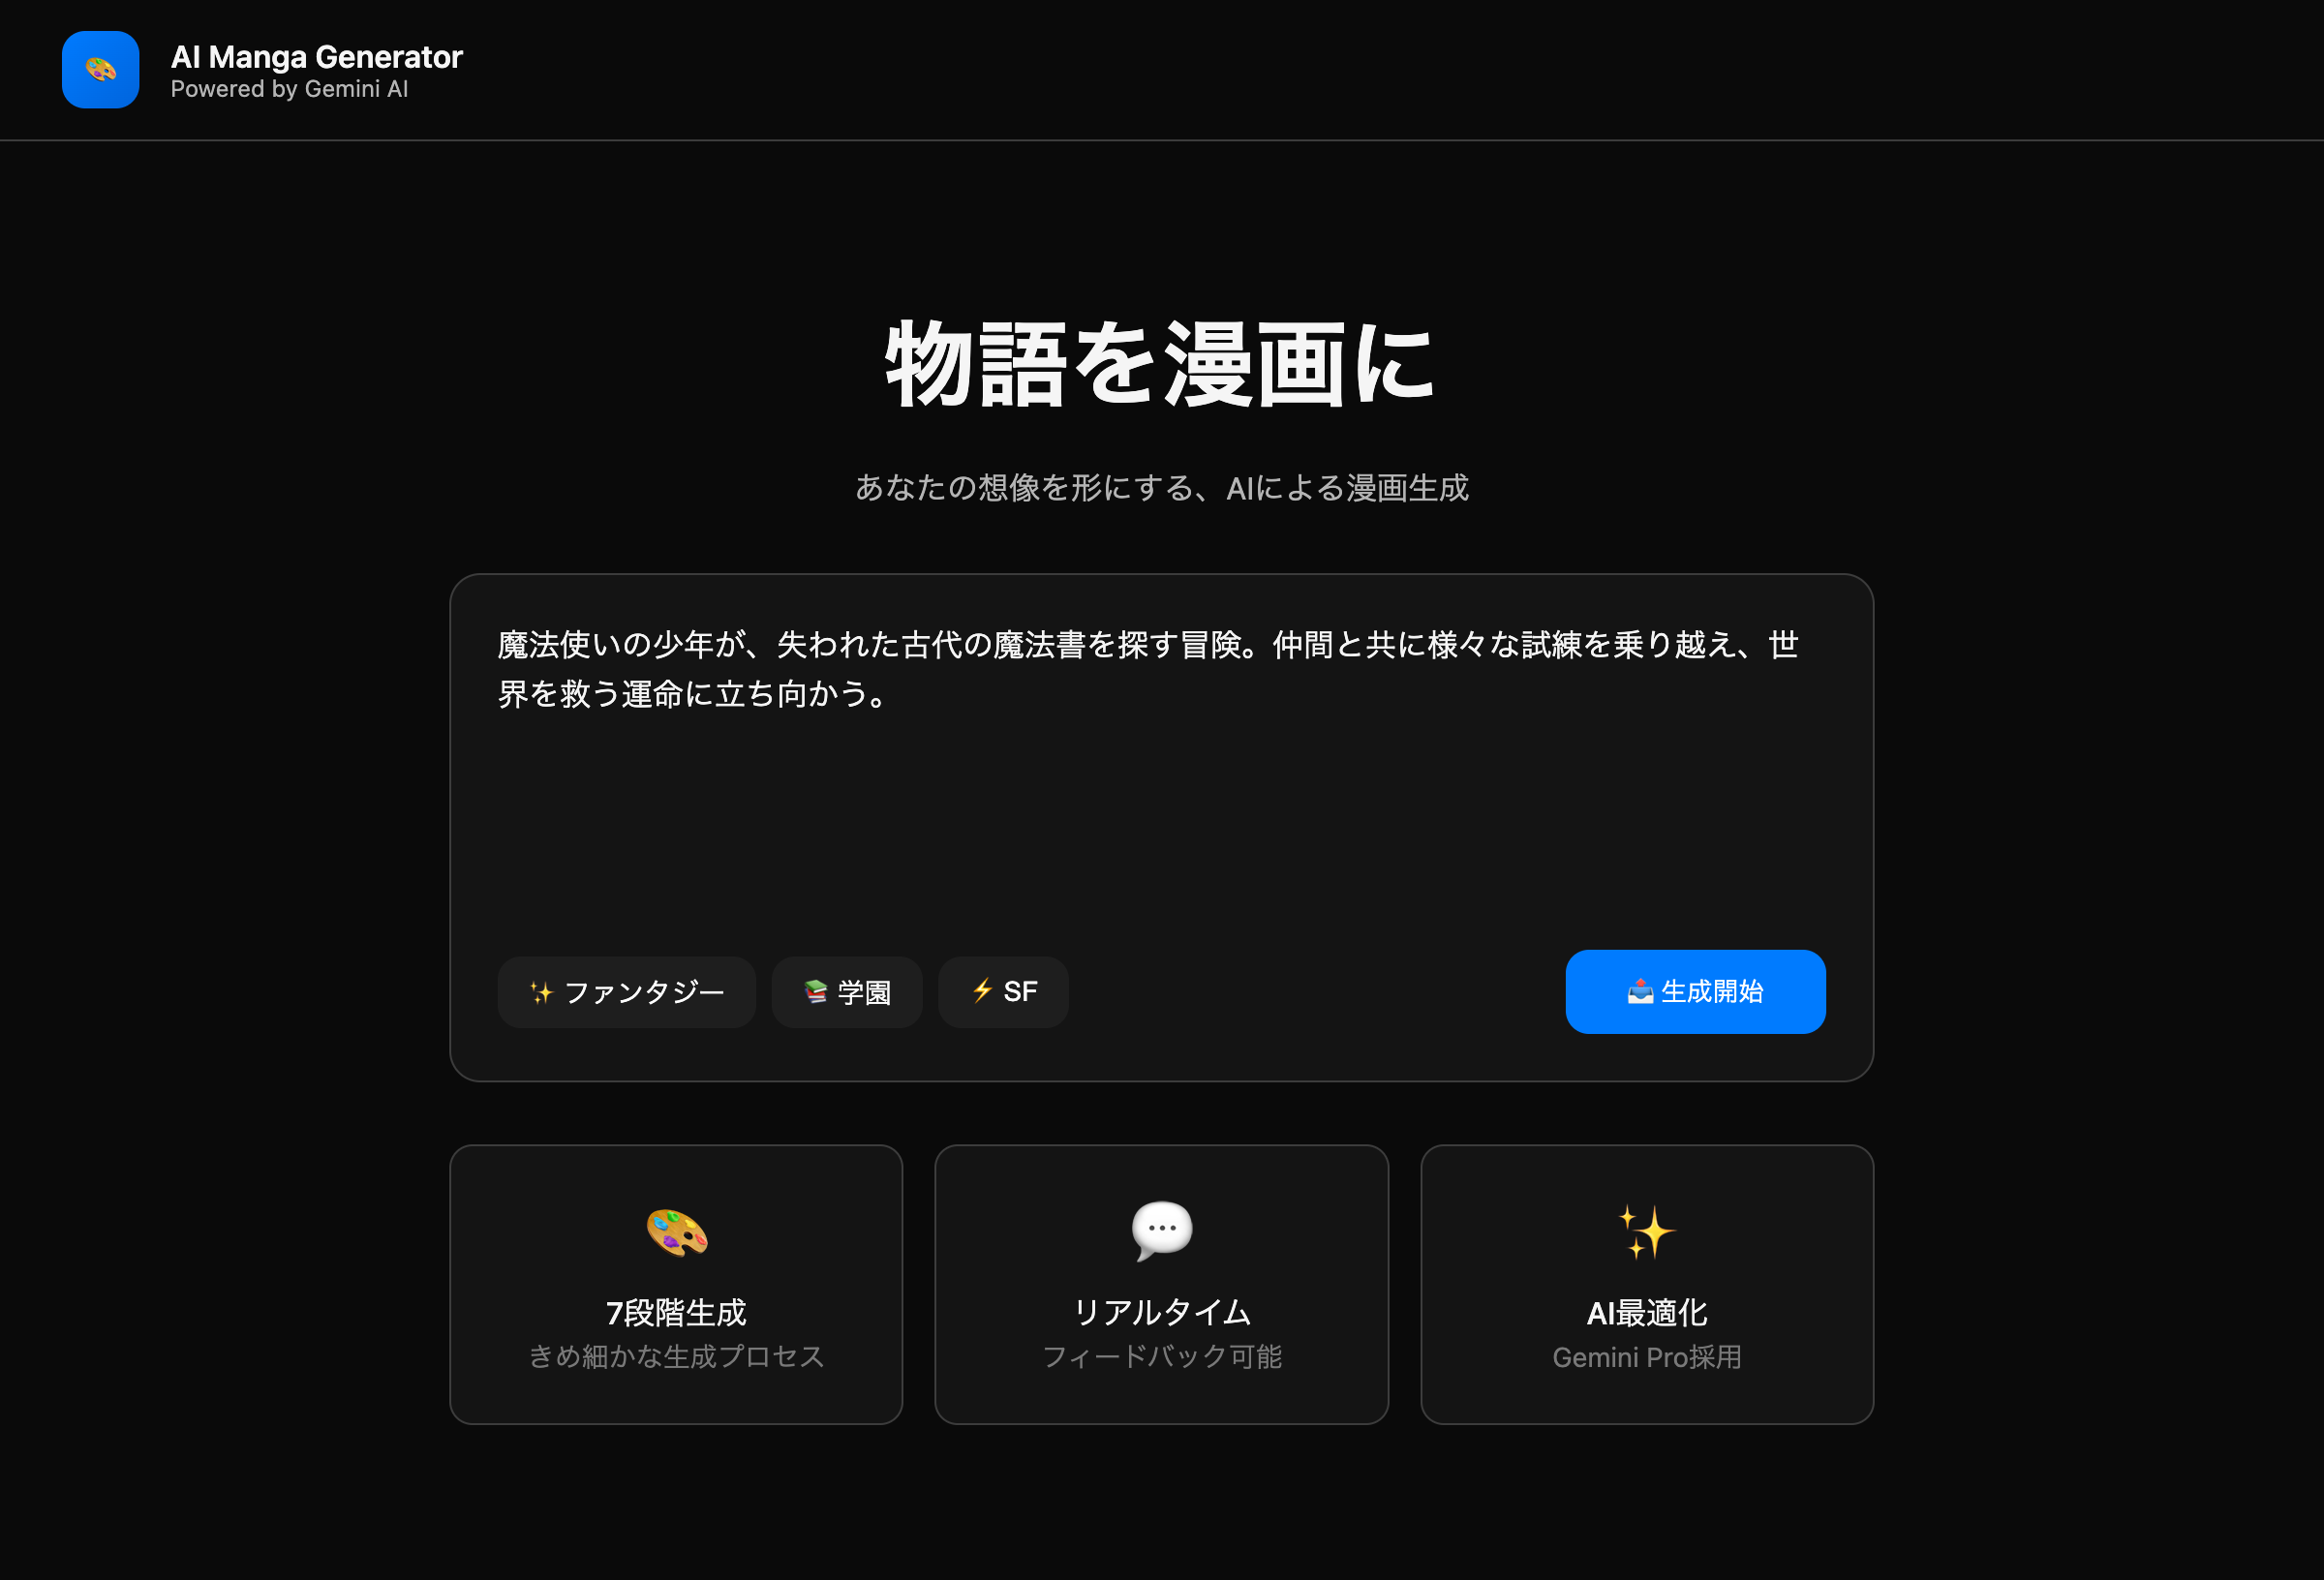 AI Manga Generator
Powered by Gemini AI
物語を漫画に
あなたの想像を形にする、AIによる漫画生成
魔法使いの少年が、失われた古代の魔法書を探す冒険。仲間と共に様々な試練を乗り越え、世
界を救う運命に立ち向かう。
✨ ファンタジー 📚 学園 ⚡ SF 📤 生成開始
7段階生成
きめ細かな生成プロセス
リアルタイム
フィードバック可能
AI最適化
Gemini Pro採用